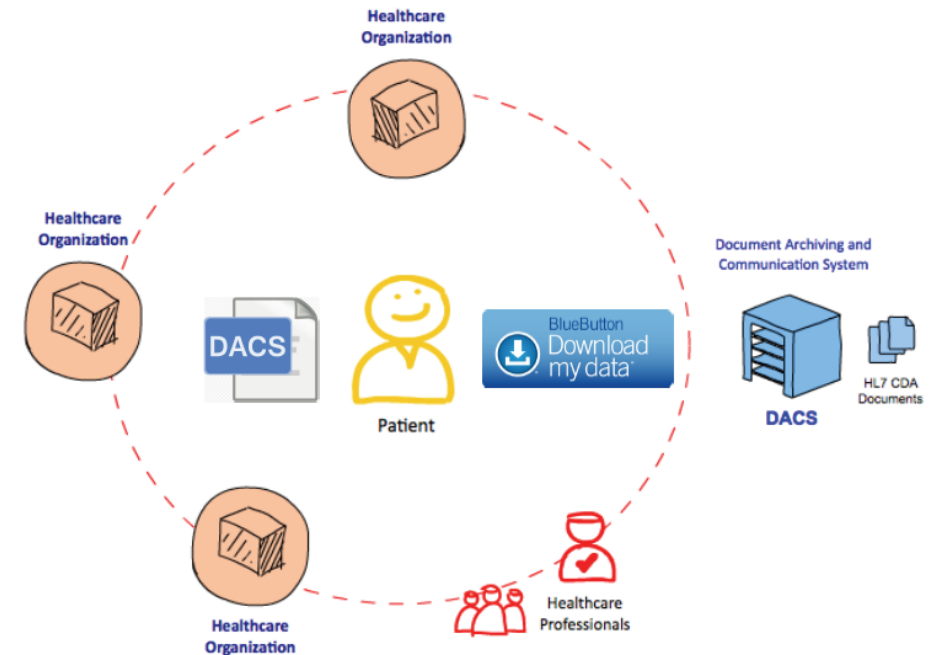 Healthcare
Organization
Healthcare
Organization
Document Archiving and
Communication System
DACS
BlueButton
Download
my data
Patient
DACS
HL7 CDA
Documents
Healthcare
Professionals
Healthcare
Organization